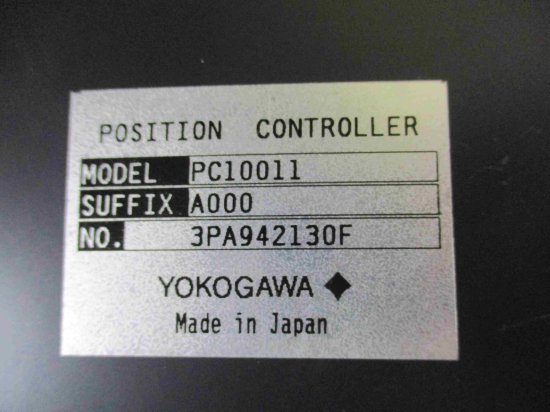 POSITION CONTROLLER
MODEL PC10011
SUFFIX A000
NO. 3PA942130F
YOKOGAWA
Made in Japan